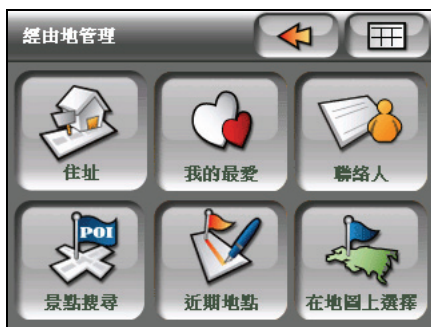 經由地管理
住址
我的最愛
聯絡人
POI
景點搜尋
近期地點
在地圖上選擇